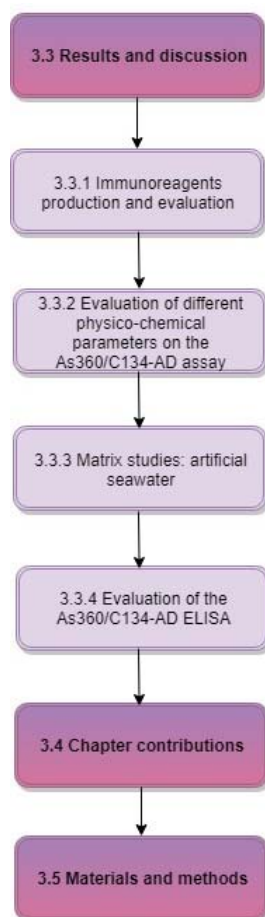 3.3 Results and discussion
3.3.1 Immunoreagents
production and evaluation
3.3.2 Evaluation of different
physico-chemical
parameters on the
As360/C134-AD assay
3.3.3 Matrix studies: artificial
seawater
3.3.4 Evaluation of the
As360/C134-AD ELISA
3.4 Chapter contributions
3.5 Materials and methods